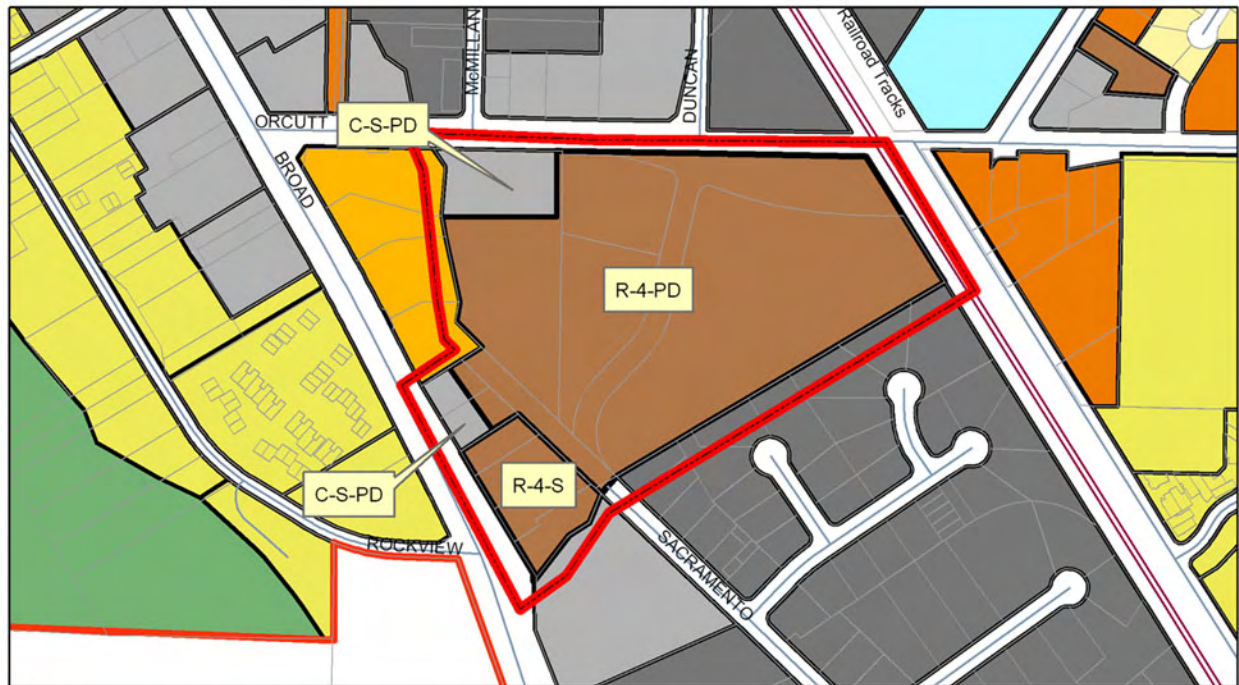 McMILLAN
DUNCAN
Railroad Tracks
ORCUTT
C-S-PD
BROAD
R-4-PD
C-S-PD
R-4-S
ROCKVIEW
SACRAMENTO